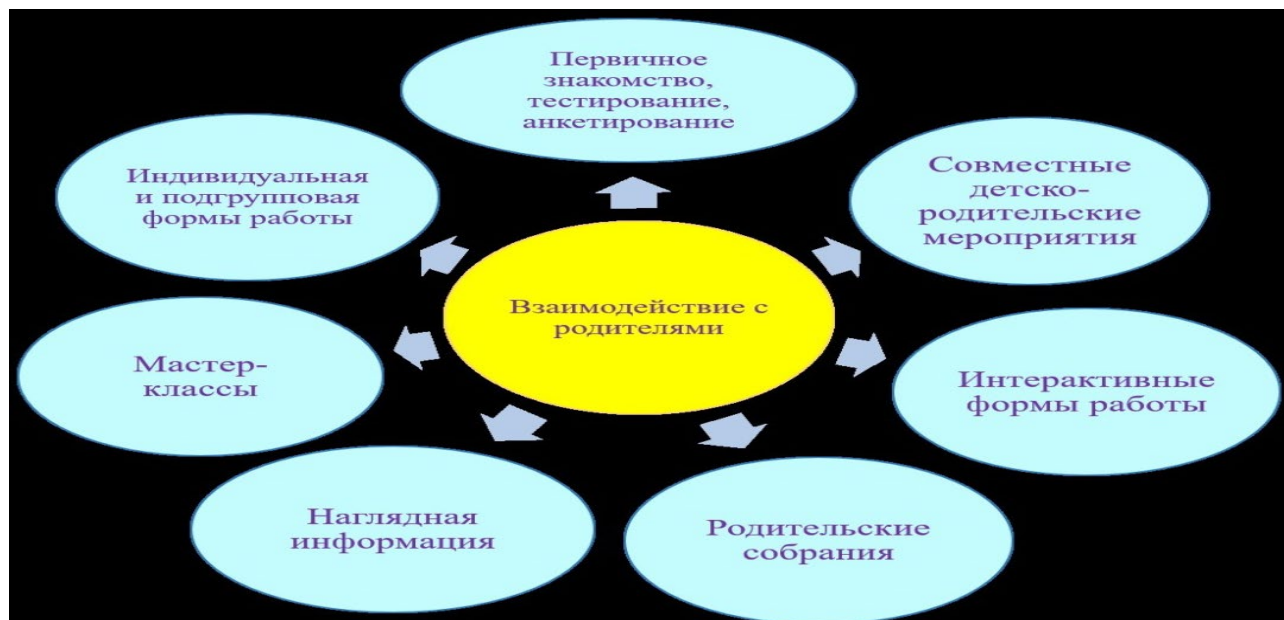 Первичное
знакомство,
тестирование,
анкетирование
Индивидуальная
и подгрупповая
формы работы
Совместные
детско-
родительские
мероприятия
Взаимодействие с
родителями
Мастер-
классы
Интерактивные
формы работы
Наглядная
информация
Родительские
собрания